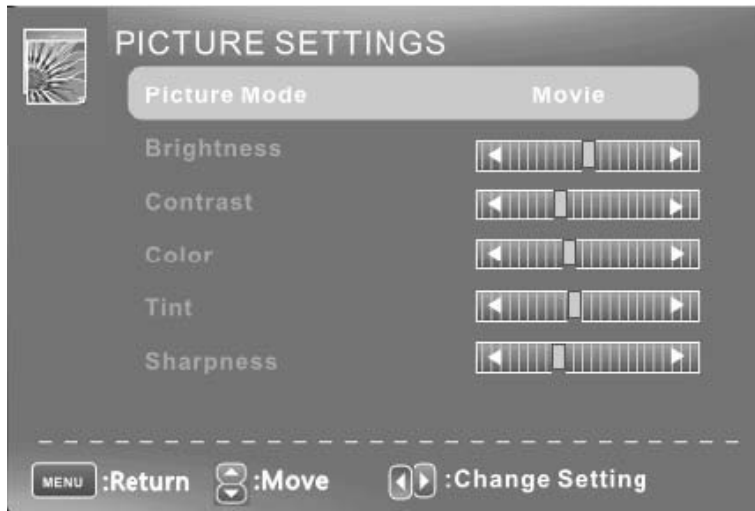 PICTURE SETTINGS
Picture Mode Movie
Brightness
Contrast
Color
Tint
Sharpness
MENU :Return :Move :Change Setting